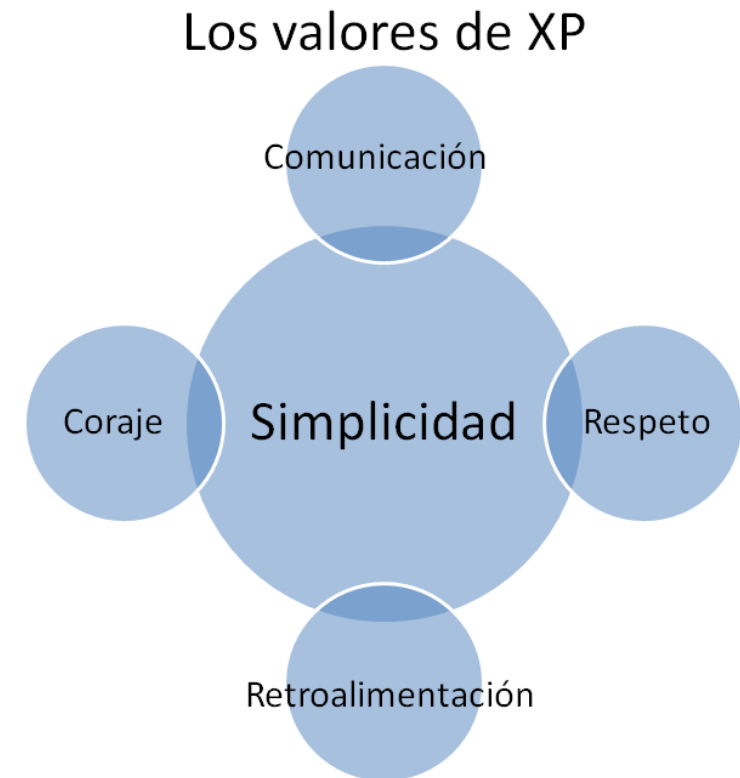 Los valores de XP
Comunicación
Coraje
Simplicidad
Respeto
Retroalimentación